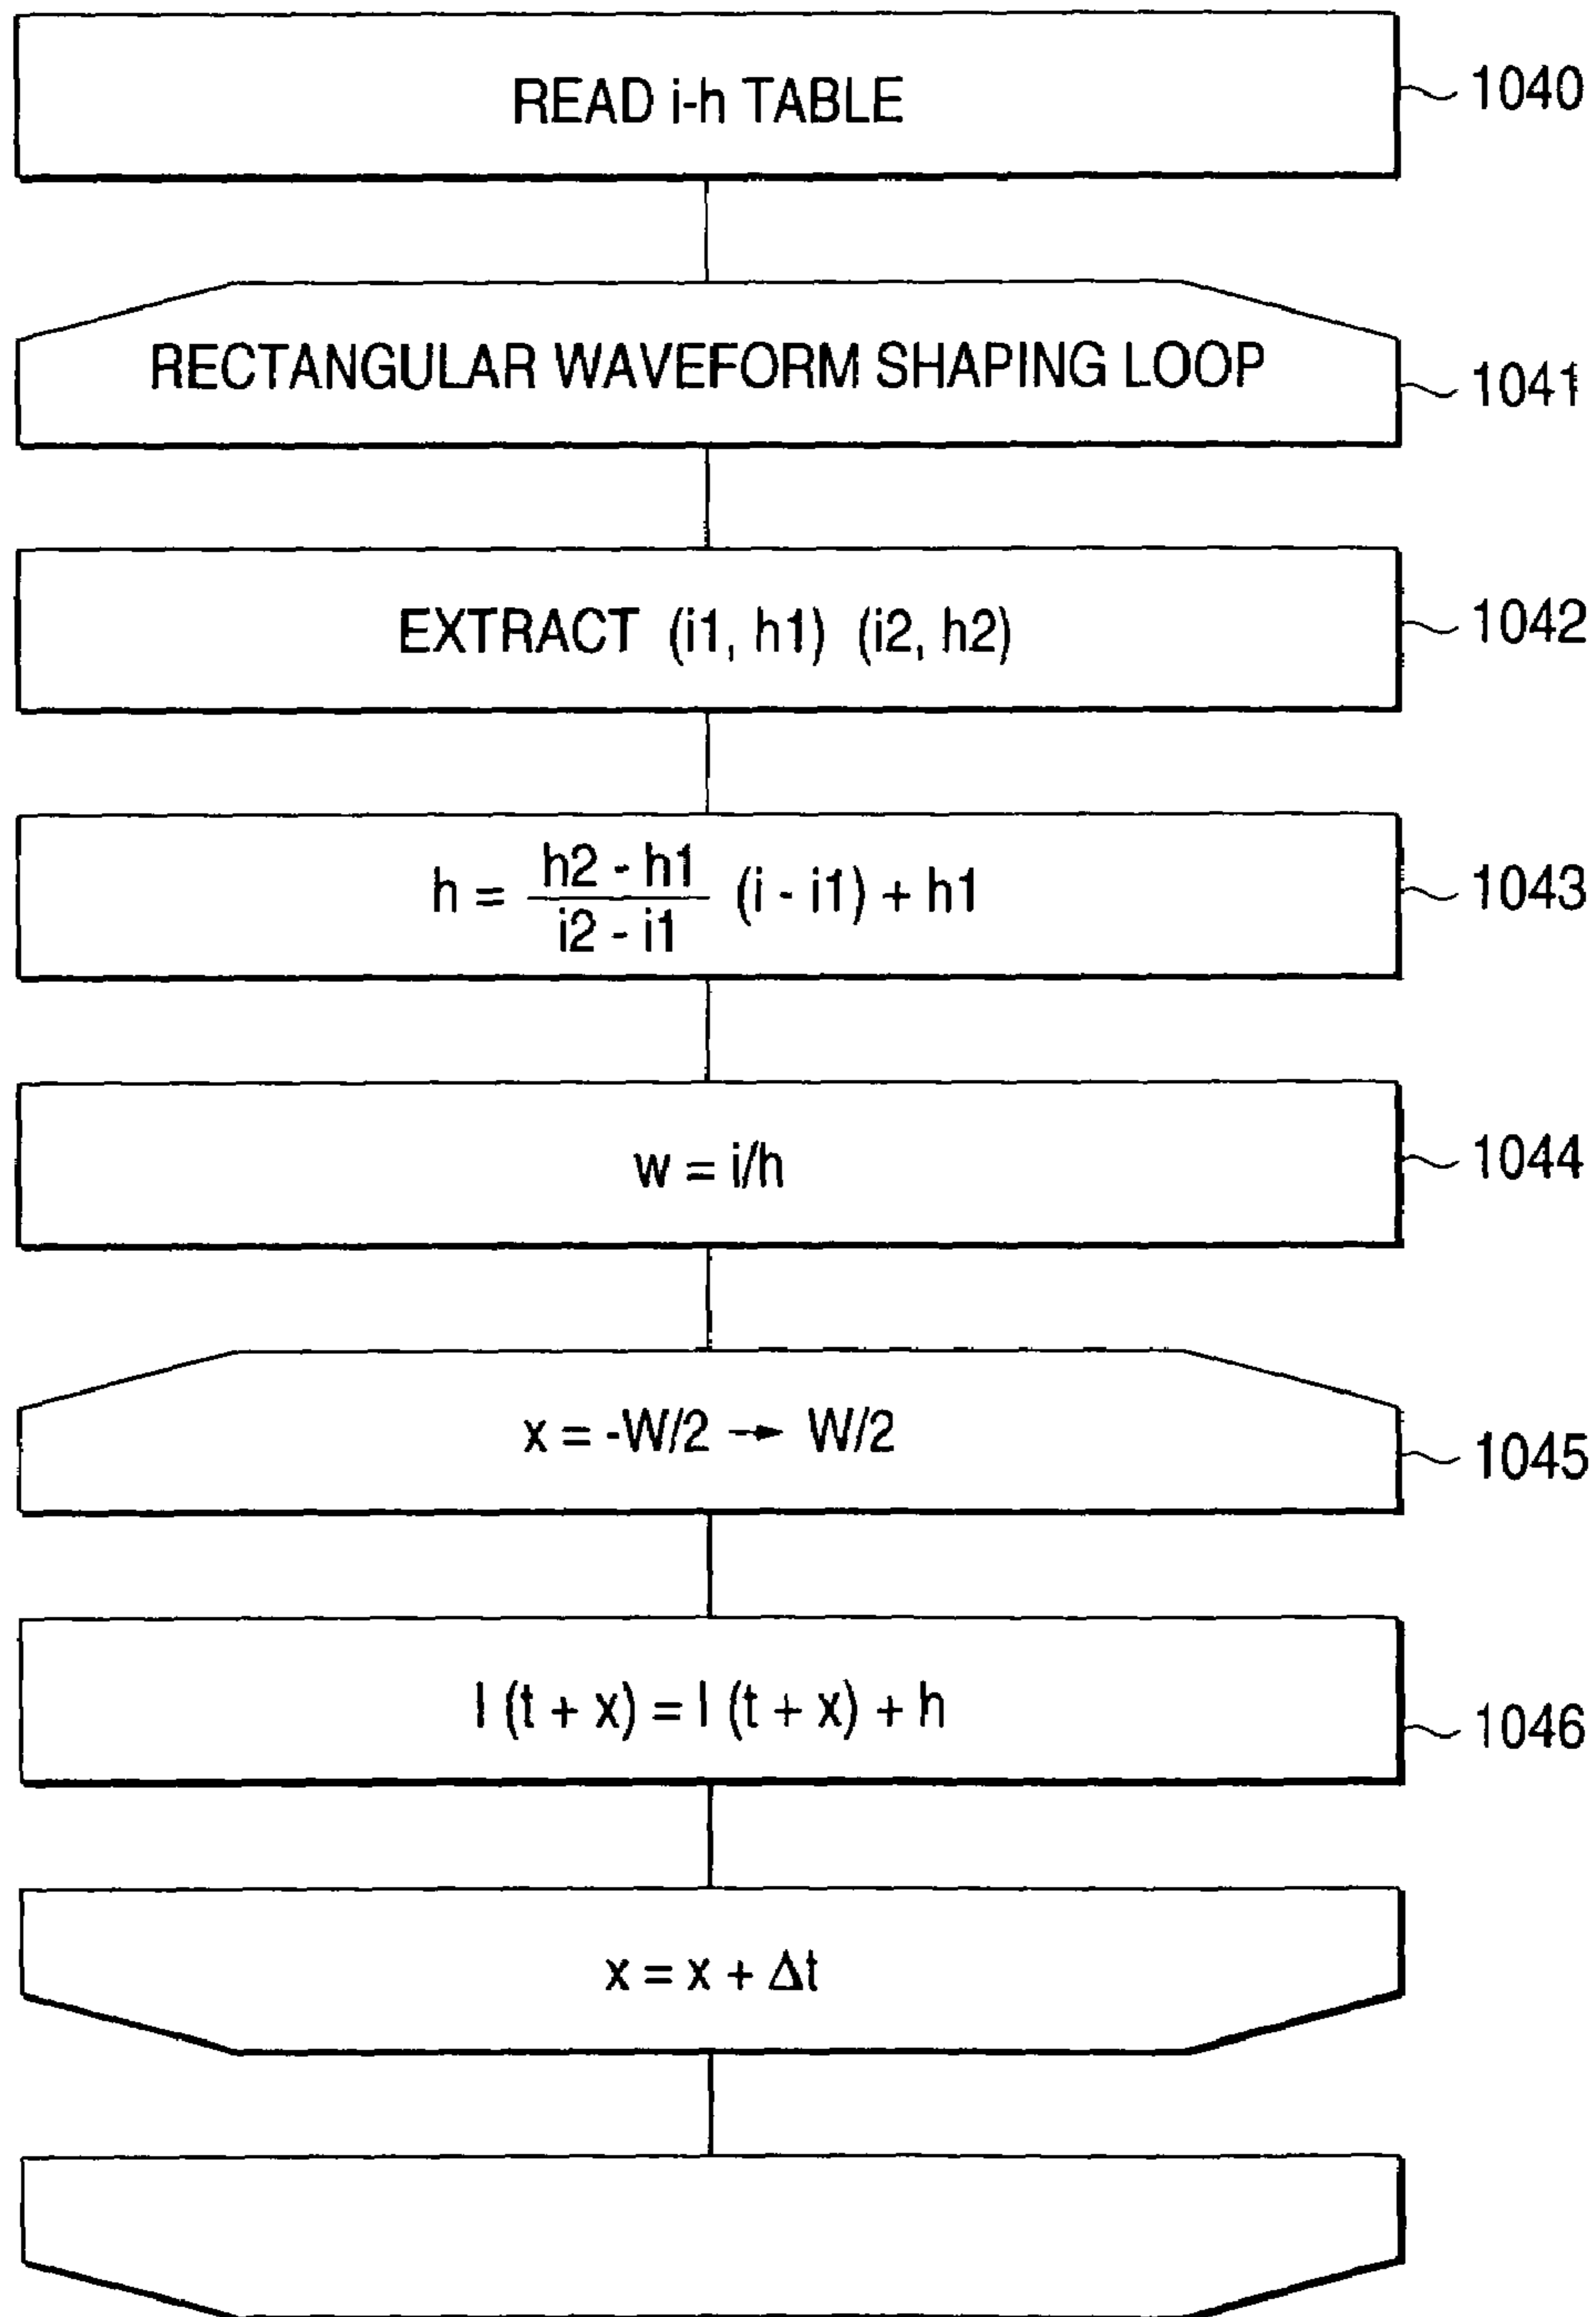 READ i-h TABLE
1040
RECTANGULAR WAVEFORM SHAPING LOOP
1041
EXTRACT (i1, h1) (i2, h2)
1042
h = \frac{h2 - h1}{i2 - i1} (i - i1) + h1
1043
w = i/h
1044
x = -W/2 → W/2
1045
I (t + x) = I (t + x) + h
1046
x = x + Δt